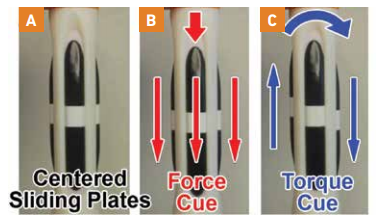 A
B
C
Centered
Sliding Plates
Force
Cue
Torque
Cue